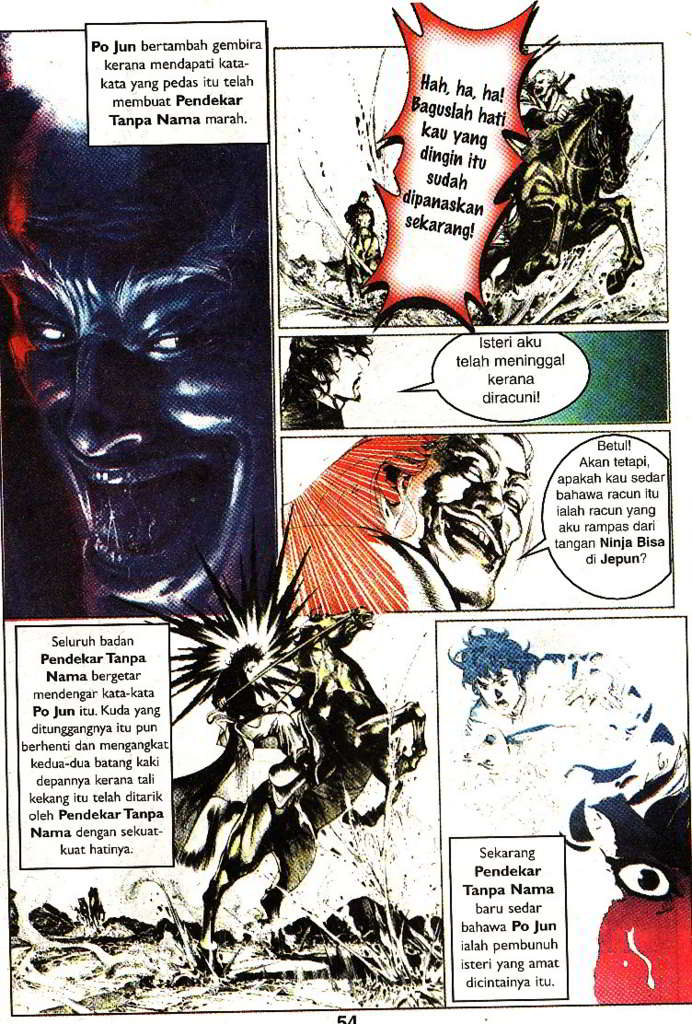 Po Jun bertambah gembira
kerana mendapati kata-
kata yang pedas itu telah
membuat Pendekar
Tanpa Nama marah.
Hah, ha, ha!
Baguslah hati
kau yang
dingin itu
sudah
dipanaskan
sekarang!
Isteri aku
telah meninggal
kerana
diracuni!
Betul!
Akan tetapi,
apakah kau sedar
bahawa racun itu
ialah racun yang
aku rampas dari
tangan Ninja Bisa
di Jepun?
Seluruh badan
Pendekar Tanpa
Nama bergetar
mendengar kata-kata
Po Jun itu. Kuda yang
ditunggangnya itu pun
berhenti dan mengangkat
kedua-dua batang kaki
depannya kerana tali
kekang itu telah ditarik
oleh Pendekar Tanpa
Nama dengan sekuat-
kuat hatinya.
Sekarang
Pendekar
Tanpa Nama
baru sedar
bahawa Po Jun
ialah pembunuh
isteri yang amat
dicintainya itu.
54